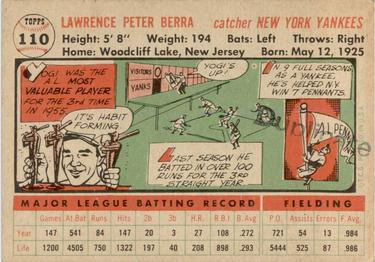 TOPPS
110
LAWRENCE PETER BERRA catcher NEW YORK YANKEES
Height: 5' 8" Weight: 194 Bats: Left Throws: Right
Home: Woodcliff Lake, New Jersey Born: May 12, 1925
YOGI WAS THE
A.L. MOST
VALUABLE PLAYER
FOR THE
3RD TIME IN
1955.
IT'S HABIT
FORMING
VISITORS
YANKS
YOGI'S
UP!
LAST SEASON HE
BATTED IN OVER 100
RUNS FOR THE 3RD
STRAIGHT YEAR.
IN 9 FULL SEASONS
AS A YANKEE,
HE'S HELPED NY
WIN 7 PENNANTS.
MAJOR LEAGUE BATTING RECORD FIELDING
Games At Bat Runs Hits 2b 3b H.R. R.B.I. B.Avg. P.O. Assists Errors F.Avg.
Year 147 541 84 147 20 3 27 108 .272 721 54 13 .984
Life 1200 4505 750 1322 197 40 208 898 .293 5444 525 87 .986